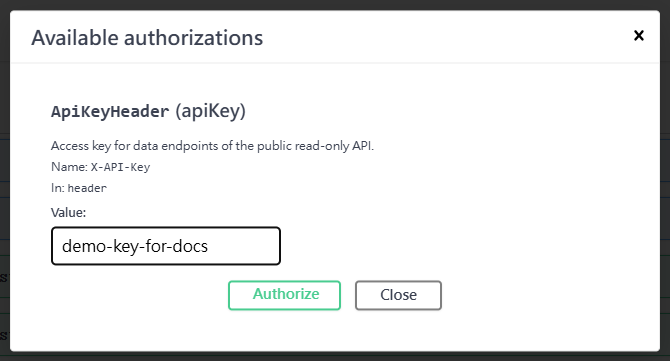 Available authorizations
×
ApiKeyHeader (apiKey)
Access key for data endpoints of the public read-only API.
Name: X-API-Key
In: header
Value:
demo-key-for-docs
Authorize
Close
s
s